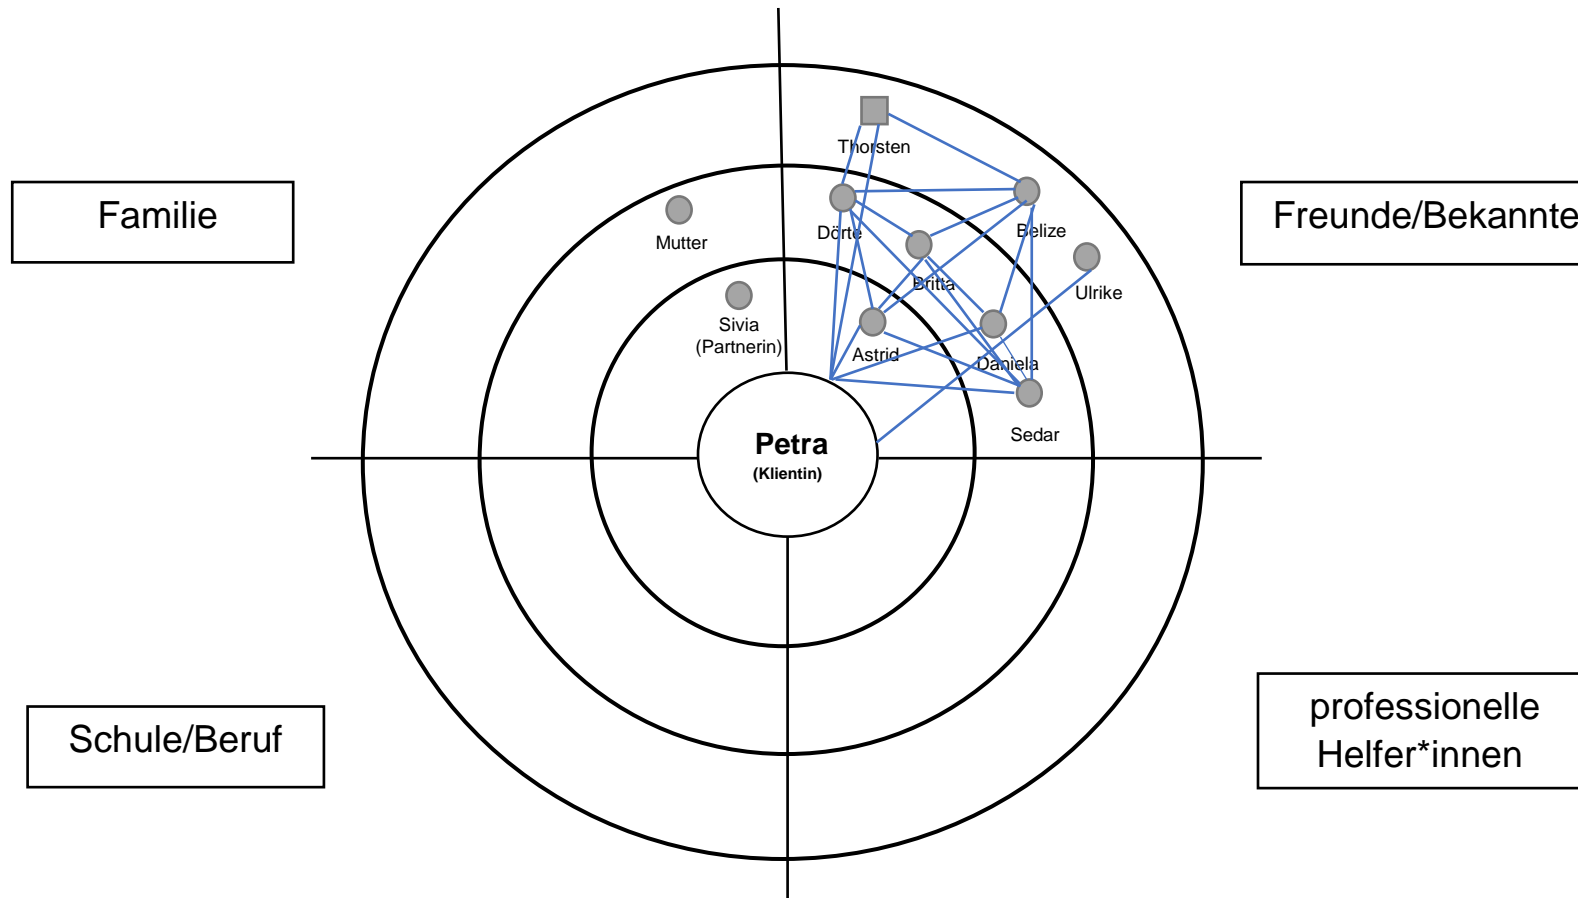 Familie
Freunde/Bekannte
Thorsten
Mutter
Dörte
Belize
Britta
Ulrike
Sivia
(Partnerin)
Astrid
Daniela
Sedar
Petra
(Klientin)
Schule/Beruf
professionelle
Helfer*innen